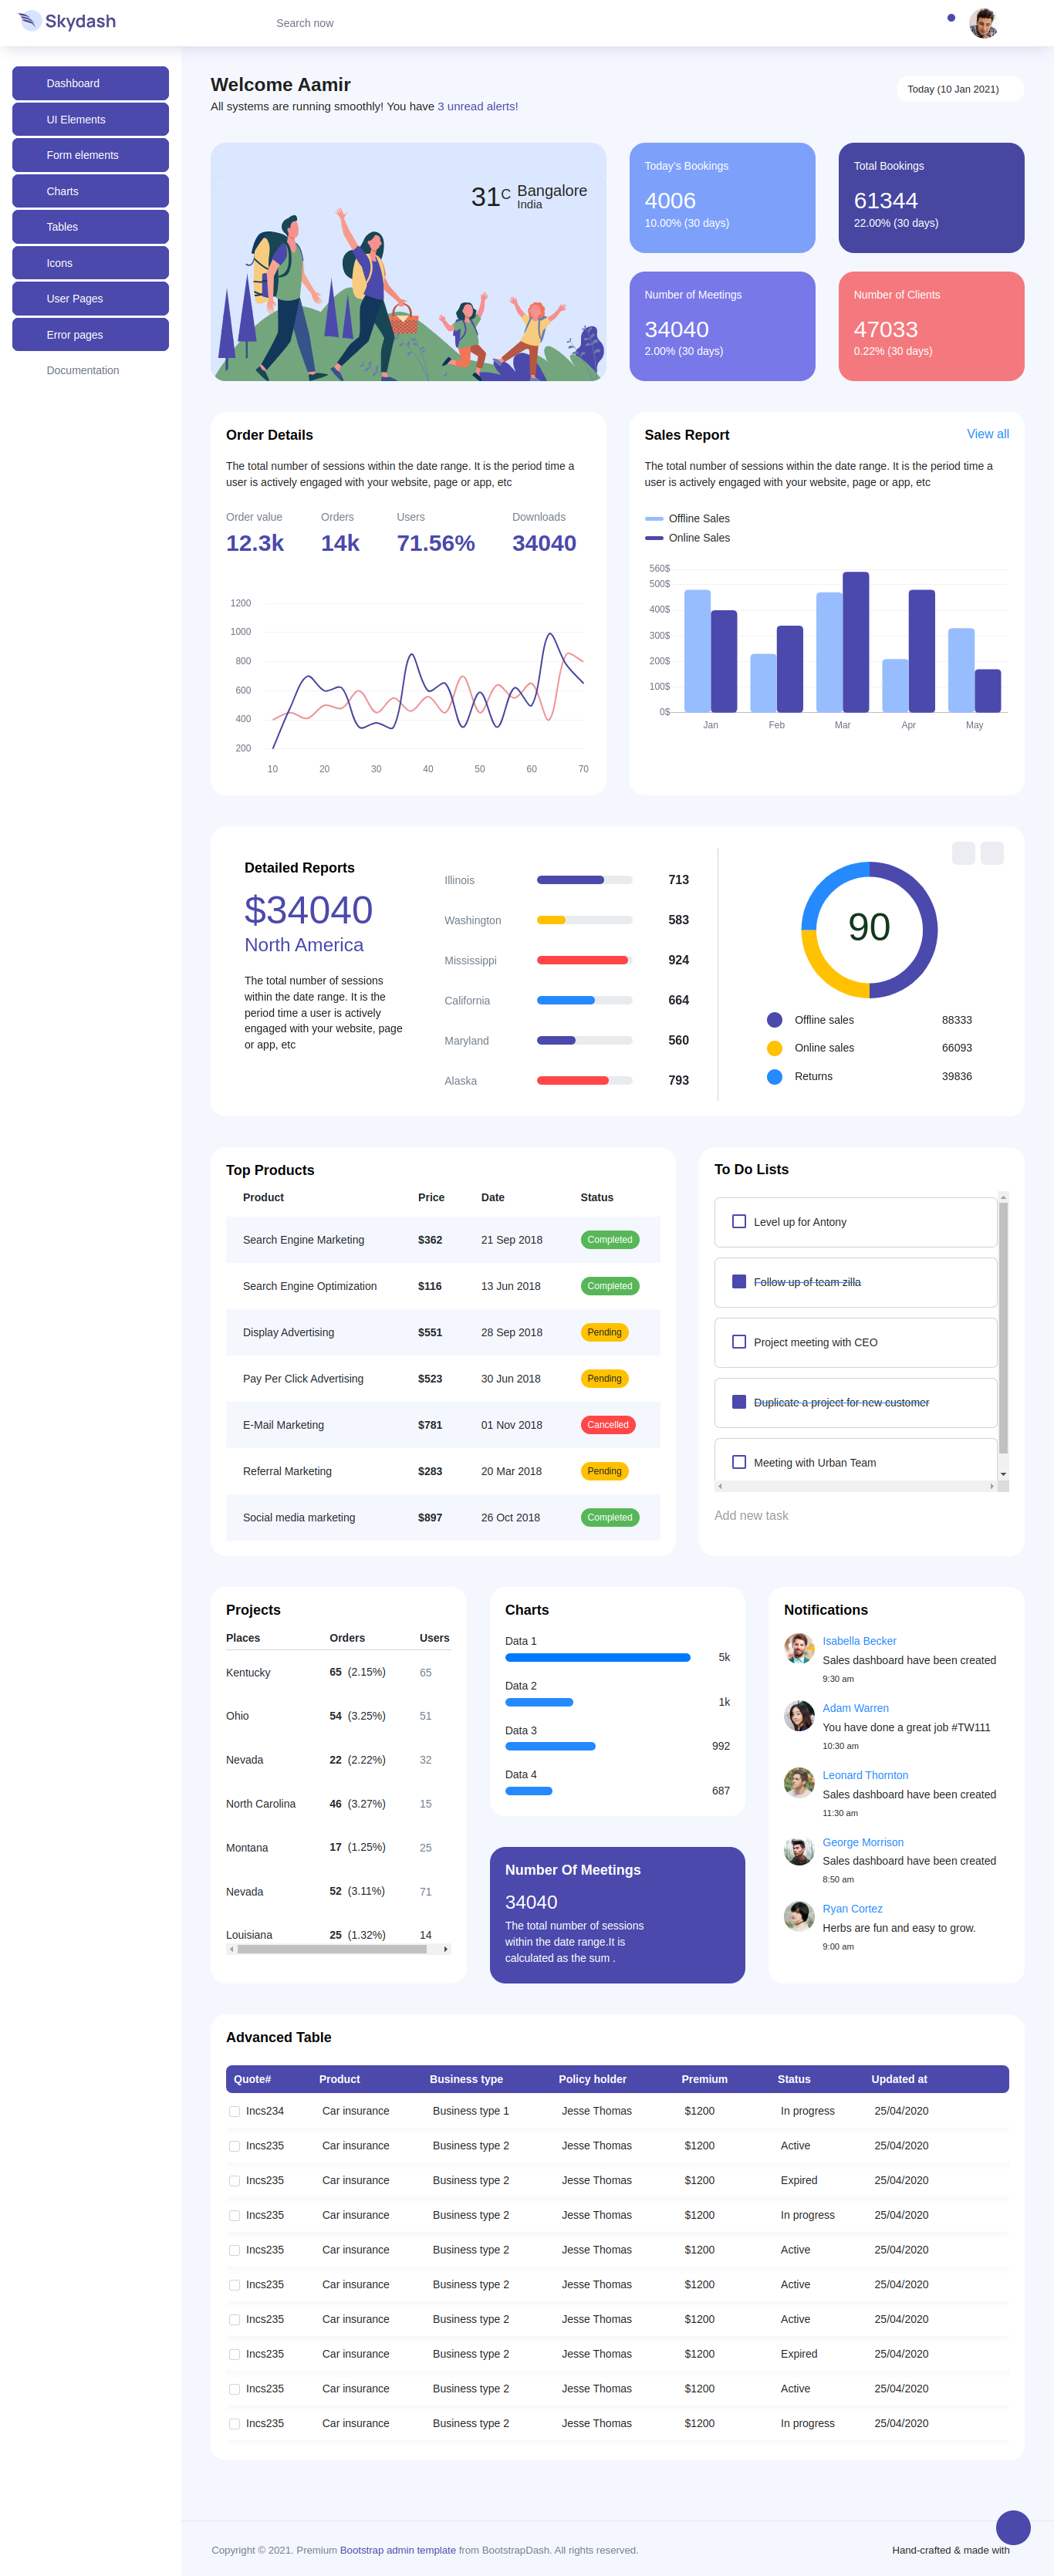 Skydash
Search now
Dashboard
UI Elements
Form elements
Charts
Tables
Icons
User Pages
Error pages
Documentation
Welcome Aamir
All systems are running smoothly! You have 3 unread alerts!
Today (10 Jan 2021)
31 C Bangalore
India
Today's Bookings
4006
10.00% (30 days)
Total Bookings
61344
22.00% (30 days)
Number of Meetings
34040
2.00% (30 days)
Number of Clients
47033
0.22% (30 days)
Order Details
The total number of sessions within the date range. It is the period time a
user is actively engaged with your website, page or app, etc
Order value Orders Users Downloads
12.3k 14k 71.56% 34040
1200
1000
800
600
400
200
10 20 30 40 50 60 70
Sales Report View all
The total number of sessions within the date range. It is the period time a
user is actively engaged with your website, page or app, etc
Offline Sales
Online Sales
560$
500$
400$
300$
200$
100$
0$
Jan Feb Mar Apr May
Detailed Reports
$34040
North America
The total number of sessions
within the date range. It is the
period time a user is actively
engaged with your website, page
or app, etc
Illinois 713
Washington 583
Mississippi 924
California 664
Maryland 560
Alaska 793
90
Offline sales 88333
Online sales 66093
Returns 39836
Top Products
Product Price Date Status
Search Engine Marketing $362 21 Sep 2018 Completed
Search Engine Optimization $116 13 Jun 2018 Completed
Display Advertising $551 28 Sep 2018 Pending
Pay Per Click Advertising $523 30 Jun 2018 Pending
E-Mail Marketing $781 01 Nov 2018 Cancelled
Referral Marketing $283 20 Mar 2018 Pending
Social media marketing $897 26 Oct 2018 Completed
To Do Lists
Level up for Antony
Follow up of team zilla
Project meeting with CEO
Duplicate a project for new customer
Meeting with Urban Team
Add new task
Projects
Places Orders Users
Kentucky 65 (2.15%) 65
Ohio 54 (3.25%) 51
Nevada 22 (2.22%) 32
North Carolina 46 (3.27%) 15
Montana 17 (1.25%) 25
Nevada 52 (3.11%) 71
Louisiana 25 (1.32%) 14
Charts
Data 1
5k
Data 2
1k
Data 3
992
Data 4
687
Number Of Meetings
34040
The total number of sessions
within the date range.It is
calculated as the sum .
Notifications
Isabella Becker
Sales dashboard have been created
9:30 am
Adam Warren
You have done a great job #TW111
10:30 am
Leonard Thornton
Sales dashboard have been created
11:30 am
George Morrison
Sales dashboard have been created
8:50 am
Ryan Cortez
Herbs are fun and easy to grow.
9:00 am
Advanced Table
Quote# Product Business type Policy holder Premium Status Updated at
Incs234 Car insurance Business type 1 Jesse Thomas $1200 In progress 25/04/2020
Incs235 Car insurance Business type 2 Jesse Thomas $1200 Active 25/04/2020
Incs235 Car insurance Business type 2 Jesse Thomas $1200 Expired 25/04/2020
Incs235 Car insurance Business type 2 Jesse Thomas $1200 In progress 25/04/2020
Incs235 Car insurance Business type 2 Jesse Thomas $1200 Active 25/04/2020
Incs235 Car insurance Business type 2 Jesse Thomas $1200 Active 25/04/2020
Incs235 Car insurance Business type 2 Jesse Thomas $1200 Active 25/04/2020
Incs235 Car insurance Business type 2 Jesse Thomas $1200 Expired 25/04/2020
Incs235 Car insurance Business type 2 Jesse Thomas $1200 Active 25/04/2020
Incs235 Car insurance Business type 2 Jesse Thomas $1200 In progress 25/04/2020
Copyright © 2021. Premium Bootstrap admin template from BootstrapDash. All rights reserved.
Hand-crafted & made with